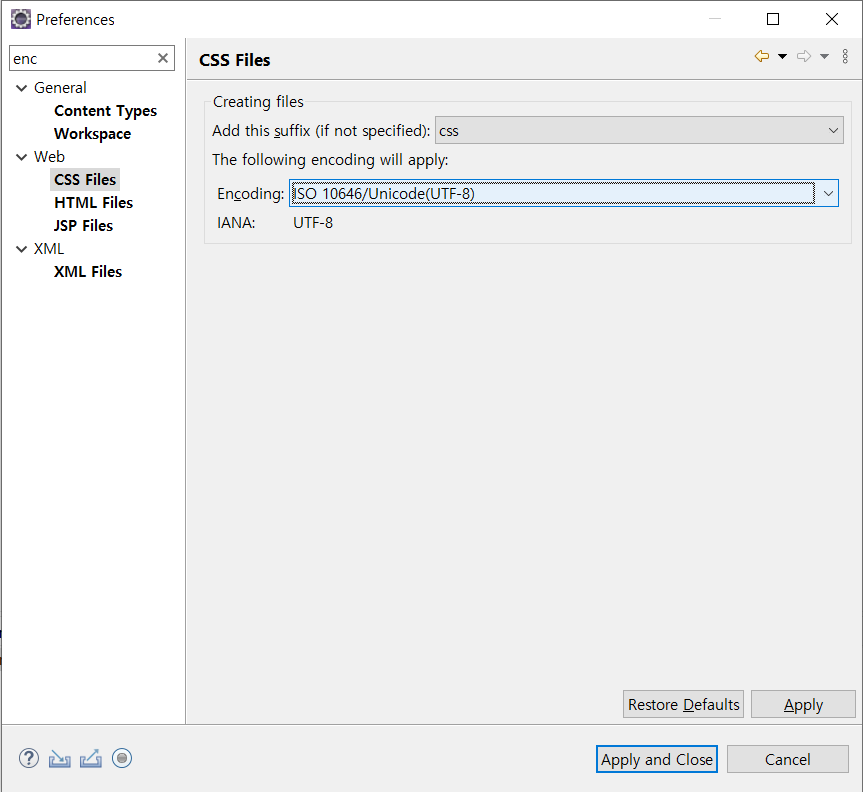 Preferences
enc
General
Content Types
Workspace
Web
CSS Files
HTML Files
JSP Files
XML
XML Files
CSS Files
Creating files
Add this suffix (if not specified): css
The following encoding will apply:
Encoding: ISO 10646/Unicode(UTF-8)
IANA: UTF-8
Restore Defaults
Apply
Apply and Close
Cancel